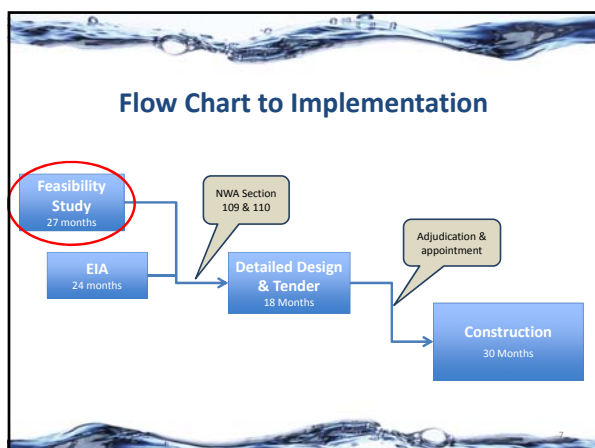 Flow Chart to Implementation
Feasibility
Study
27 months
NWA Section
109 & 110
EIA
24 months
Detailed Design
& Tender
18 Months
Adjudication &
appointment
Construction
30 Months
7